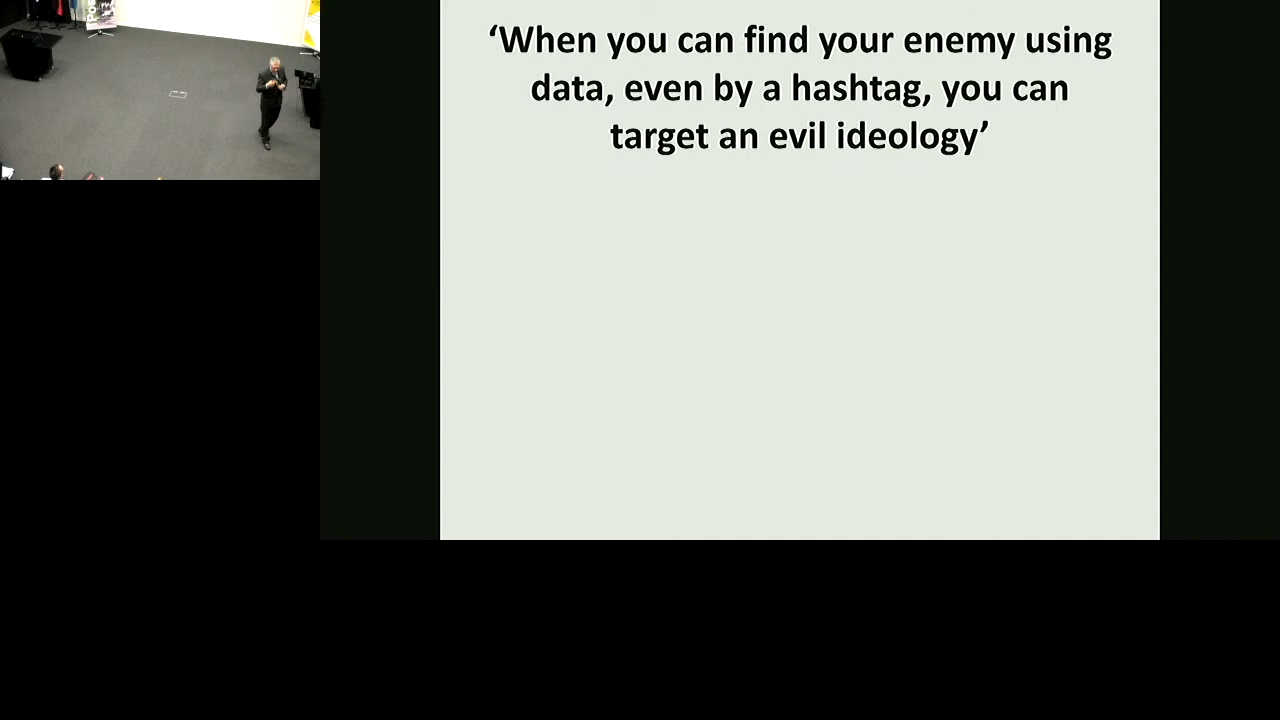 ‘When you can find your enemy using
data, even by a hashtag, you can
target an evil ideology’